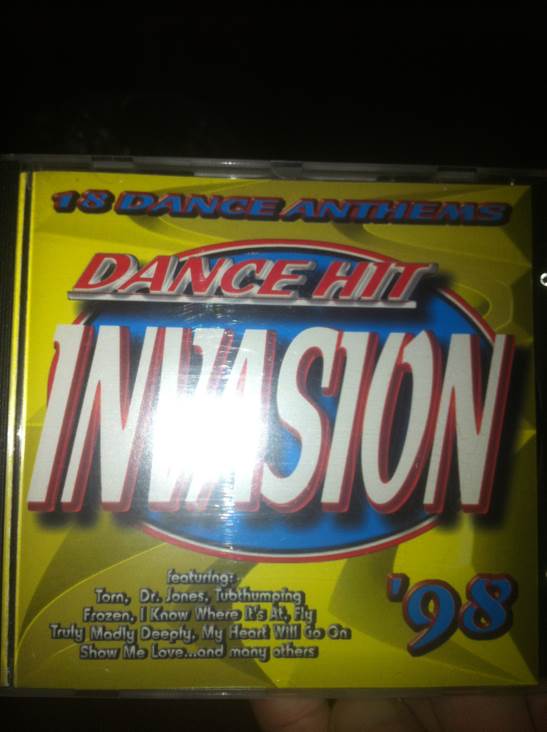 18 DANCE ANTHEMS
DANCE HIT
INVASION
'98
featuring:-
Torn, Dr. Jones, Tubthumping
Frozen, I Know Where It's At, Fly
Truly Madly Deeply, My Heart Will Go On
Show Me Love...and many others